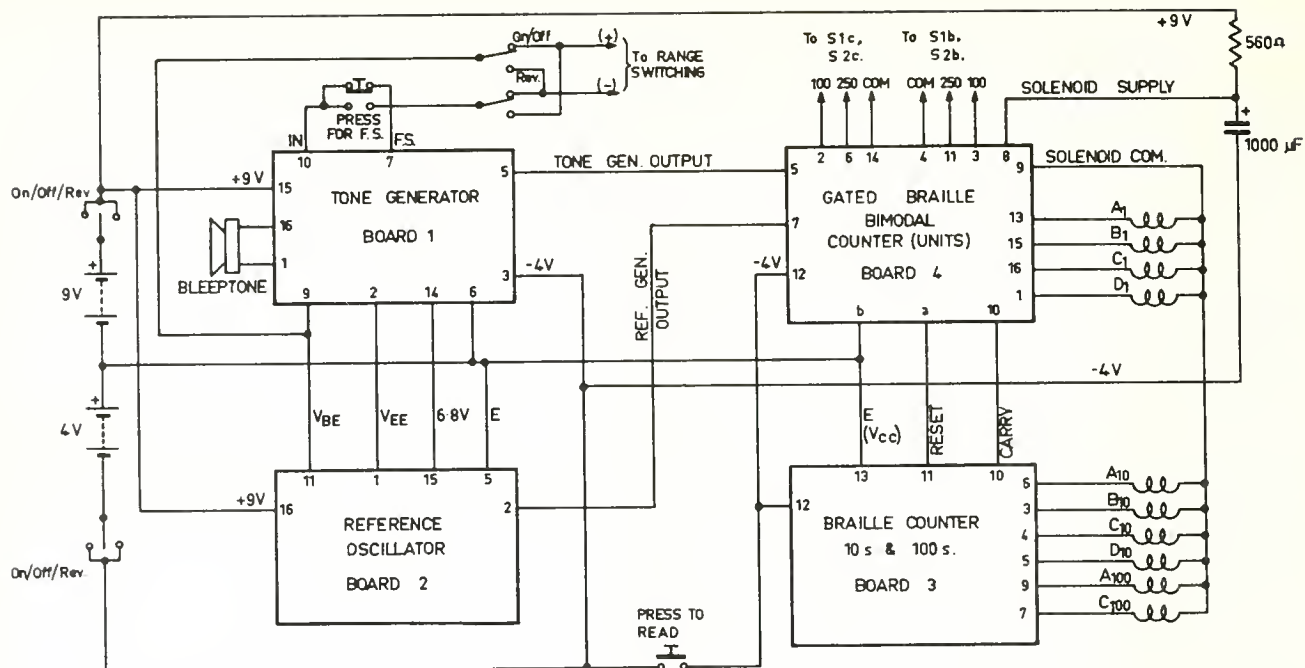 +9 V
560Ω
+
1000 µF
On/Off
(+)
Rev.
(-)
To RANGE
SWITCHING
To S1c,
S2c.
To S1b,
S2b.
100 250 COM
COM 250 100
SOLENOID SUPPLY
PRESS
FOR F.S.
IN
F.S.
10
7
+9V
15
TONE GENERATOR
BOARD 1
5
TONE GEN. OUTPUT
16
1
BLEEPTONE
3
-4V
9
2
14
6
On/Off/Rev
+
9V
+
4V
On/Off/Rev.
2
6
14
4
11
3
8
9
SOLENOID COM.
5
GATED BRAILLE
BIMODAL
COUNTER (UNITS)
BOARD 4
7
12
-4V
13
A1
15
B1
16
C1
1
D1
b
a
10
REF. GEN.
OUTPUT
-4V
VBE
VEE
6·8V
E
E
(Vcc)
RESET
CARRY
11
1
15
5
+9V
16
REFERENCE
OSCILLATOR
BOARD 2
2
13
11
10
12
BRAILLE COUNTER
10 s & 100 s.
BOARD 3
6
A10
3
B10
4
C10
5
D10
9
A100
7
C100
PRESS TO
READ